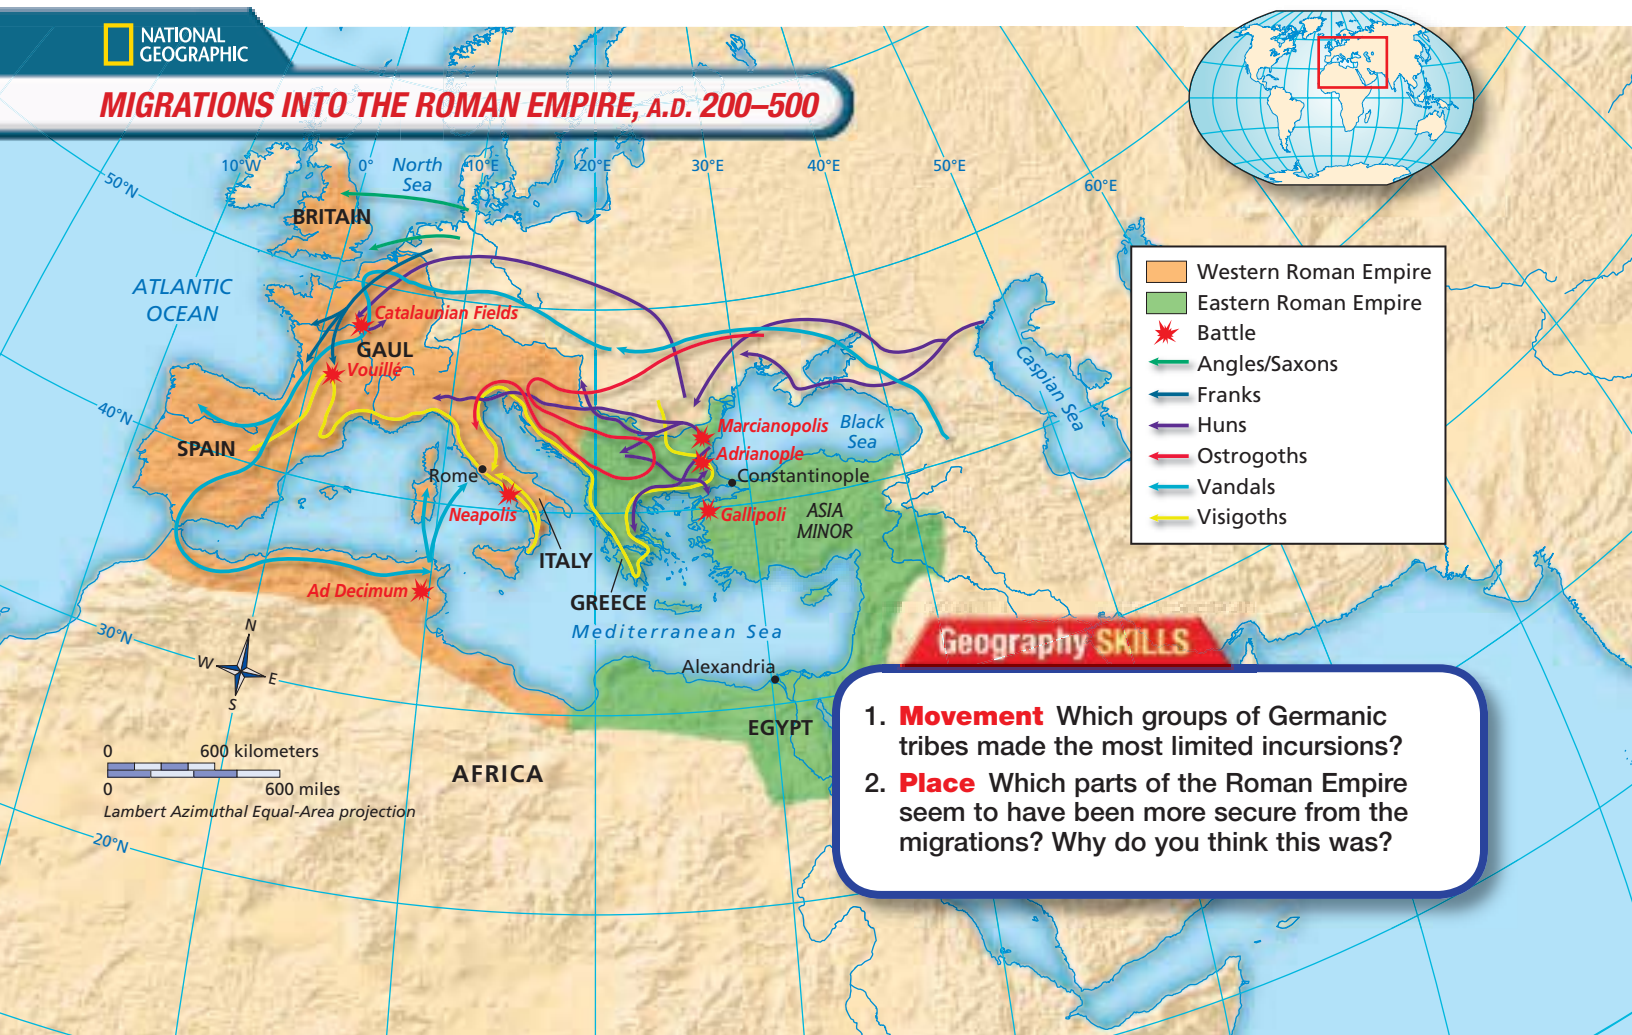 NATIONAL
GEOGRAPHIC
MIGRATIONS INTO THE ROMAN EMPIRE, A.D. 200–500
10°W
0°
10°E
20°E
30°E
40°E
50°E
60°E
50°N
40°N
30°N
20°N
North
Sea
BRITAIN
ATLANTIC
OCEAN
Catalaunian Fields
GAUL
Vouillé
SPAIN
Rome
Neapolis
ITALY
Ad Decimum
GREECE
Mediterranean Sea
Marcianopolis
Adrianople
Constantinople
Gallipoli
ASIA
MINOR
Black
Sea
Caspian Sea
Alexandria
EGYPT
AFRICA
Western Roman Empire
Eastern Roman Empire
Battle
Angles/Saxons
Franks
Huns
Ostrogoths
Vandals
Visigoths
N
W
E
S
0 600 kilometers
0 600 miles
Lambert Azimuthal Equal-Area projection
Geography SKILLS
1. Movement Which groups of Germanic
tribes made the most limited incursions?
2. Place Which parts of the Roman Empire
seem to have been more secure from the
migrations? Why do you think this was?